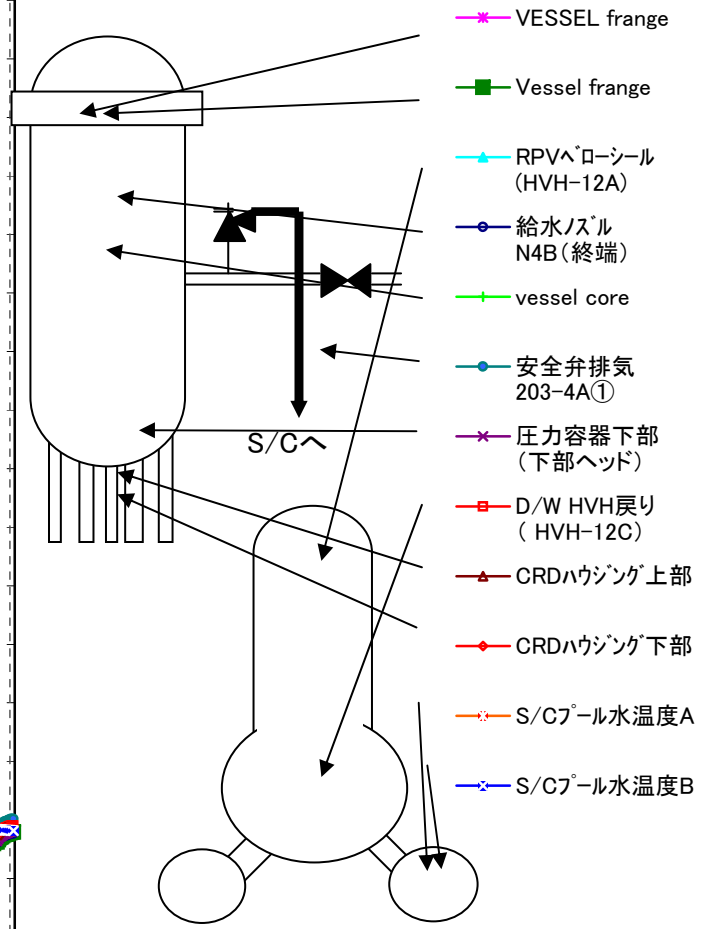 VESSEL frange
Vessel frange
RPVﾍﾞﾛｰｼｰﾙ
(HVH-12A)
給水ﾉｽﾞﾙ
N4B(終端)
vessel core
安全弁排気
203-4A①
圧力容器下部
(下部ﾍｯﾄﾞ)
D/W HVH戻り
( HVH-12C)
CRDﾊｳｼﾞﾝｸﾞ上部
CRDﾊｳｼﾞﾝｸﾞ下部
S/Cﾌﾟｰﾙ水温度A
S/Cﾌﾟｰﾙ水温度B
S/Cへ